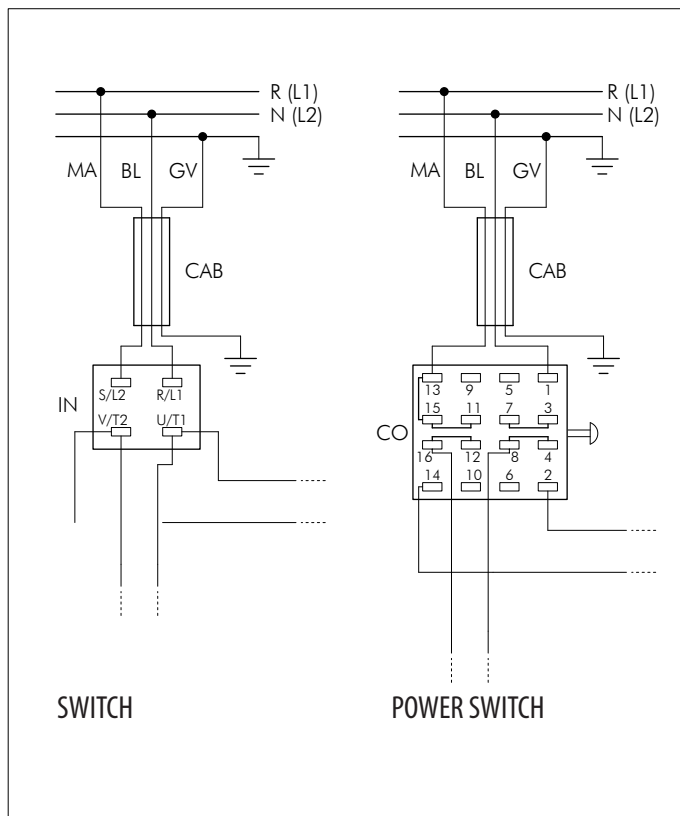 R (L1)
N (L2)
MA BL GV
CAB
IN
S/L2 R/L1
V/T2 U/T1
SWITCH
R (L1)
N (L2)
MA BL GV
CAB
CO
13 9 5 1
15 11 7 3
16 12 8 4
14 10 6 2
POWER SWITCH